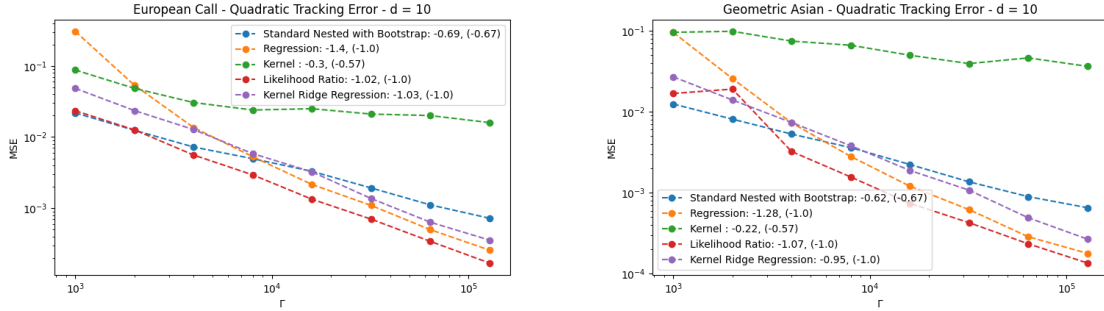 European Call - Quadratic Tracking Error - d = 10
10⁻¹
10⁻²
10⁻³
MSE
Standard Nested with Bootstrap: -0.69, (-0.67)
Regression: -1.4, (-1.0)
Kernel : -0.3, (-0.57)
Likelihood Ratio: -1.02, (-1.0)
Kernel Ridge Regression: -1.03, (-1.0)
10³
10⁴
10⁵
Γ
Geometric Asian - Quadratic Tracking Error - d = 10
10⁻¹
10⁻²
10⁻³
10⁻⁴
MSE
Standard Nested with Bootstrap: -0.62, (-0.67)
Regression: -1.28, (-1.0)
Kernel : -0.22, (-0.57)
Likelihood Ratio: -1.07, (-1.0)
Kernel Ridge Regression: -0.95, (-1.0)
10³
10⁴
10⁵
Γ